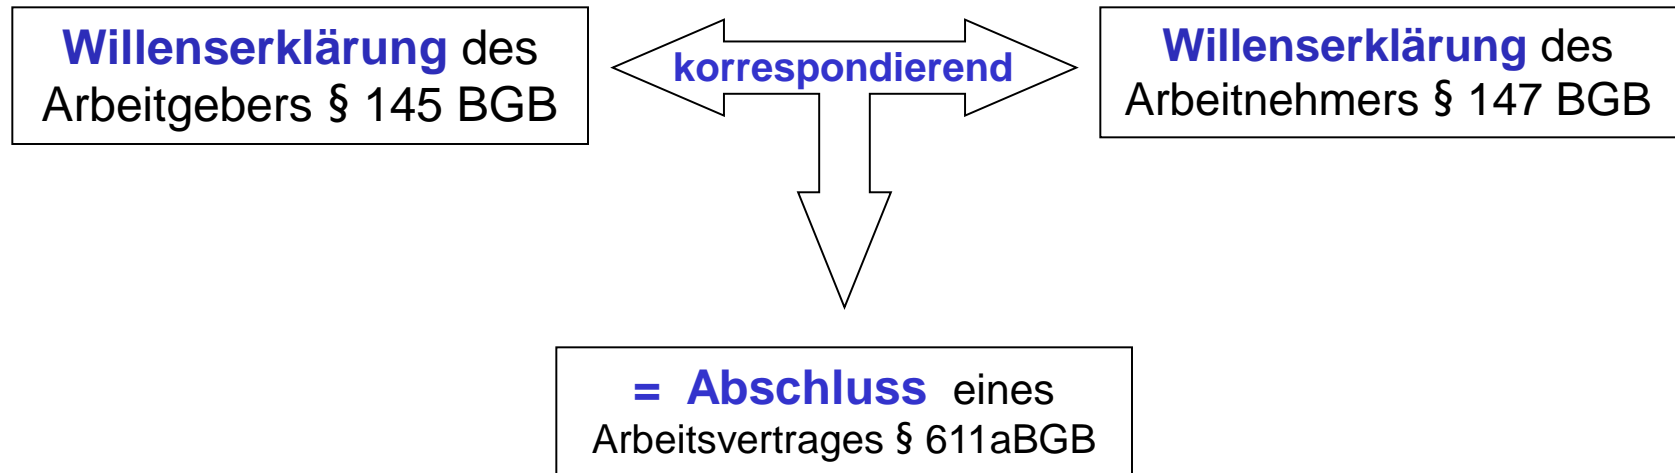 Willenserklärung des
Arbeitgebers § 145 BGB
korrespondierend
Willenserklärung des
Arbeitnehmers § 147 BGB
= Abschluss eines
Arbeitsvertrages § 611aBGB